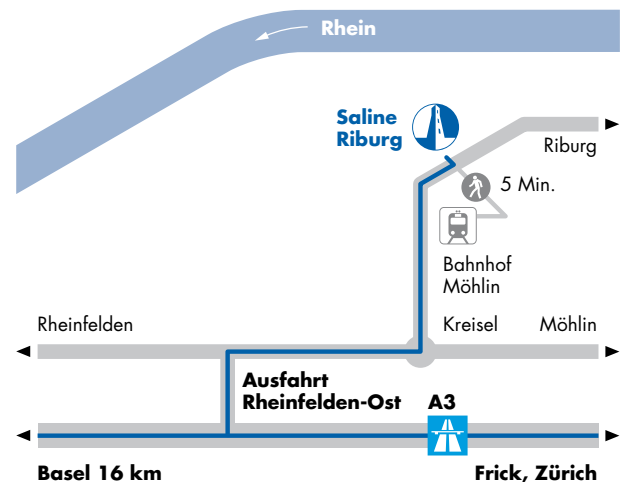 Rhein
Saline
Riburg
Riburg
5 Min.
Bahnhof
Möhlin
Rheinfelden
Kreisel
Möhlin
Ausfahrt
Rheinfelden-Ost
A3
Basel 16 km
Frick, Zürich